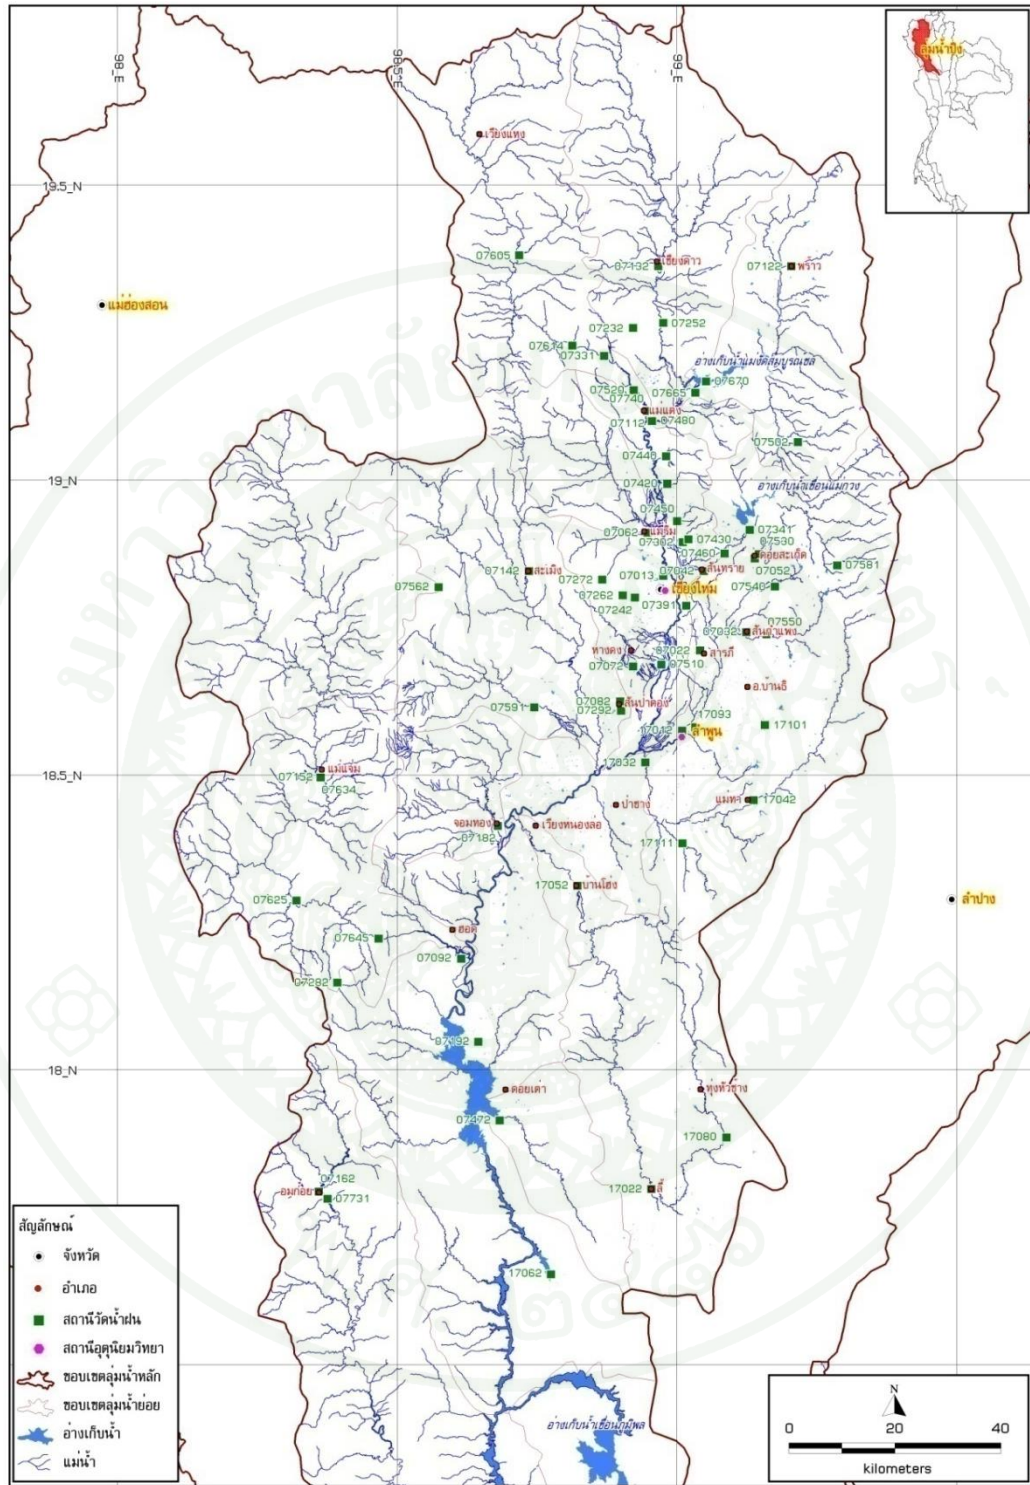 98_E
98.5_E
99_E
ลุ่มน้ำปิง
เวียงแหง
19.5_N
07605
เชียงดาว
07132
07122
พร้าว
แม่ฮ่องสอน
07232
07252
07614
07331
อ่างเก็บน้ำแม่งัดสมบูรณชล
07670
07529
07665
07740
แม่แตง
07112
07480
07502
07440
19_N
07420
อ่างเก็บน้ำเขื่อนแม่กวง
07450
07062
แม่ริม
07341
07302
07430
07530
07460
ดอยสะเก็ด
07142
สะเมิง
07042
สันทราย
07052
07581
07272
07013
07562
07540
เชียงใหม่
07262
07242
07391
07550
07032
สันกำแพง
หางดง
07022
สารภี
07072
07510
อ.บ้านธิ
07082
สันป่าตอง
07591
07292
17093
17012
ลำพูน
17101
17032
แม่แจ่ม
18.5_N
07152
07634
ป่าซาง
แม่ทา
17042
จอมทอง
เวียงหนองลอ
07182
17111
17052
บ้านโฮ่ง
07625
ลำปาง
ฮอด
07645
07092
07282
07192
18_N
ดอยเต่า
ทุ่งหัวช้าง
07472
17080
07162
อมก๋อย
17022
ลี้
07731
17062
สัญลักษณ์
จังหวัด
อำเภอ
สถานีวัดน้ำฝน
สถานีอุตุนิยมวิทยา
ขอบเขตลุ่มน้ำหลัก
ขอบเขตลุ่มน้ำย่อย
อ่างเก็บน้ำ
แม่น้ำ
อ่างเก็บน้ำเขื่อนภูมิพล
N
0 20 40
kilometers